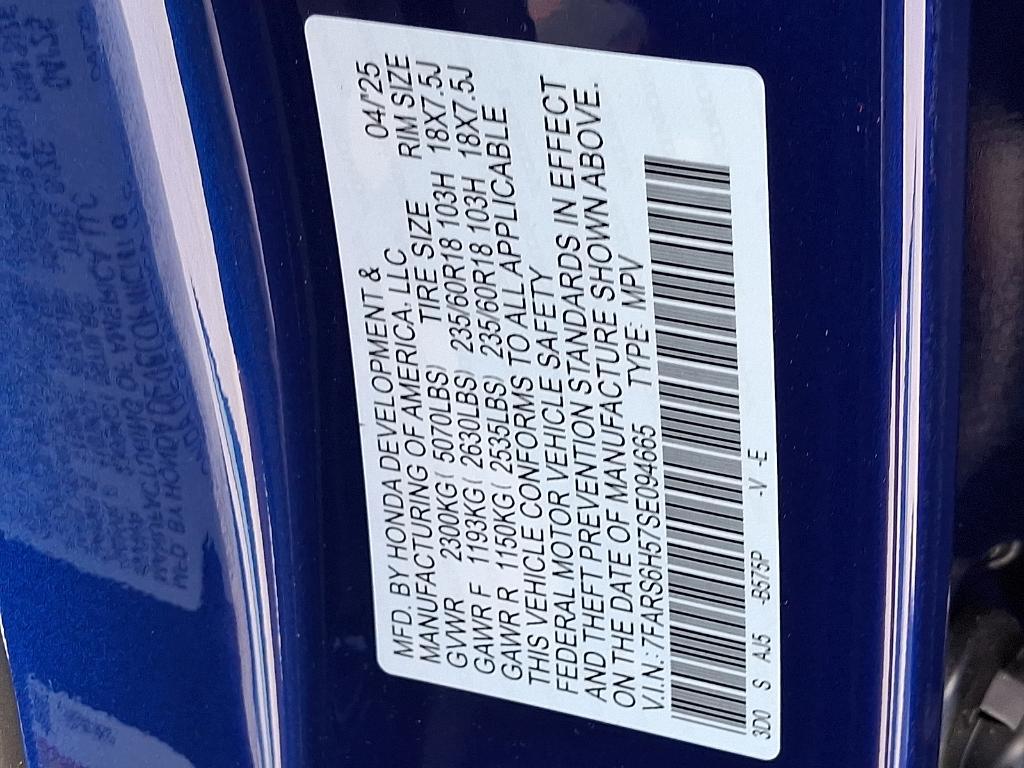 MFD. BY HONDA DEVELOPMENT &
MANUFACTURING OF AMERICA, LLC 04/'25
GVWR 2300KG ( 5070LBS) TIRE SIZE RIM SIZE
GAWR F 1193KG ( 2630LBS) 235/60R18 103H 18X7.5J
GAWR R 1150KG ( 2535LBS) 235/60R18 103H 18X7.5J
THIS VEHICLE CONFORMS TO ALL APPLICABLE
FEDERAL MOTOR VEHICLE SAFETY
AND THEFT PREVENTION STANDARDS IN EFFECT
ON THE DATE OF MANUFACTURE SHOWN ABOVE.
V.I.N.: 7FARS6H57SE094665 TYPE: MPV
3D0 S AJ5 -B575P -V -E